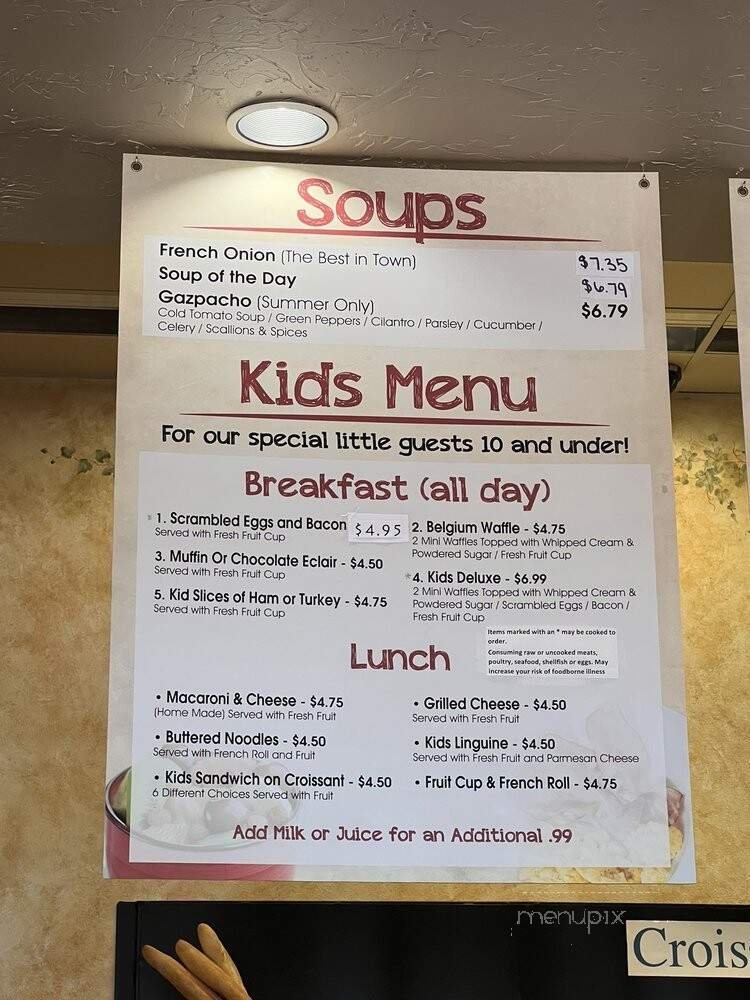 Soups
French Onion (The Best in Town) $7.35
Soup of the Day $6.79
Gazpacho (Summer Only) $6.79
Cold Tomato Soup / Green Peppers / Cilantro / Parsley / Cucumber /
Celery / Scallions & Spices
Kids Menu
For our special little guests 10 and under!
Breakfast (all day)
* 1. Scrambled Eggs and Bacon $4.95
Served with Fresh Fruit Cup
2. Belgium Waffle - $4.75
2 Mini Waffles Topped with Whipped Cream &
Powdered Sugar / Fresh Fruit Cup
3. Muffin Or Chocolate Eclair - $4.50
Served with Fresh Fruit Cup
*4. Kids Deluxe - $6.99
2 Mini Waffles Topped with Whipped Cream &
Powdered Sugar / Scrambled Eggs / Bacon /
Fresh Fruit Cup
5. Kid Slices of Ham or Turkey - $4.75
Served with Fresh Fruit Cup
Items marked with an * may be cooked to
order.
Consuming raw or uncooked meats,
poultry, seafood, shellfish or eggs. May
increase your risk of foodborne illness
Lunch
• Macaroni & Cheese - $4.75
(Home Made) Served with Fresh Fruit
• Grilled Cheese - $4.50
Served with Fresh Fruit
• Buttered Noodles - $4.50
Served with French Roll and Fruit
• Kids Linguine - $4.50
Served with Fresh Fruit and Parmesan Cheese
• Kids Sandwich on Croissant - $4.50
6 Different Choices Served with Fruit
• Fruit Cup & French Roll - $4.75
Add Milk or Juice for an Additional .99
menupix
Crois